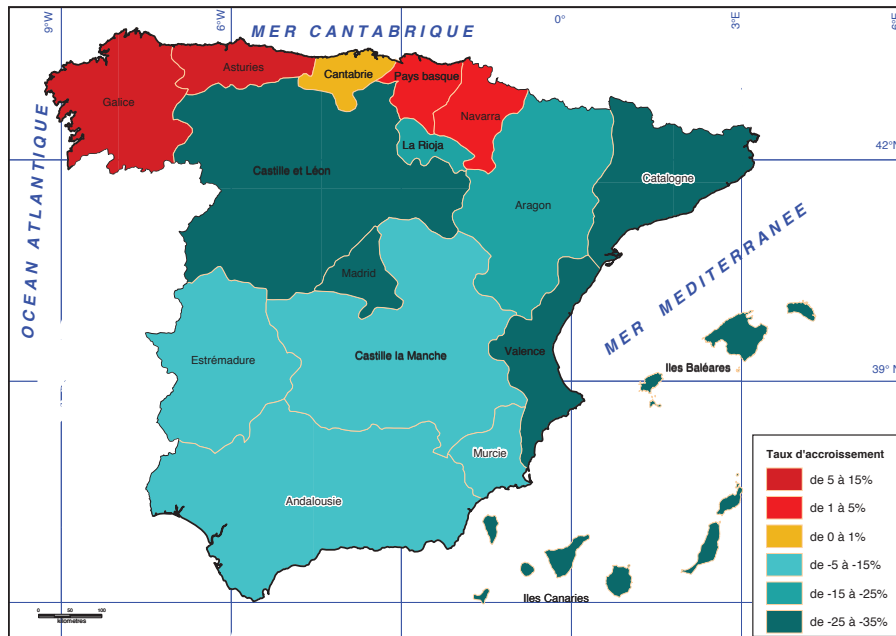 9°W
6°W
MER CANTABRIQUE
0°
3°E
6°E
Asturies
Cantabrie
Pays basque
Galice
Navarra
La Rioja
42°N
Castille et Léon
Catalogne
OCEAN ATLANTIQUE
Aragon
MER MEDITERRANEE
Madrid
Valence
Castille la Manche
Estrémadure
Iles Baléares
39° N
Murcie
Andalousie
Iles Canaries
Taux d'accroissement
de 5 à 15%
de 1 à 5%
de 0 à 1%
de -5 à -15%
de -15 à -25%
de -25 à -35%
0 50 100
kilomètres